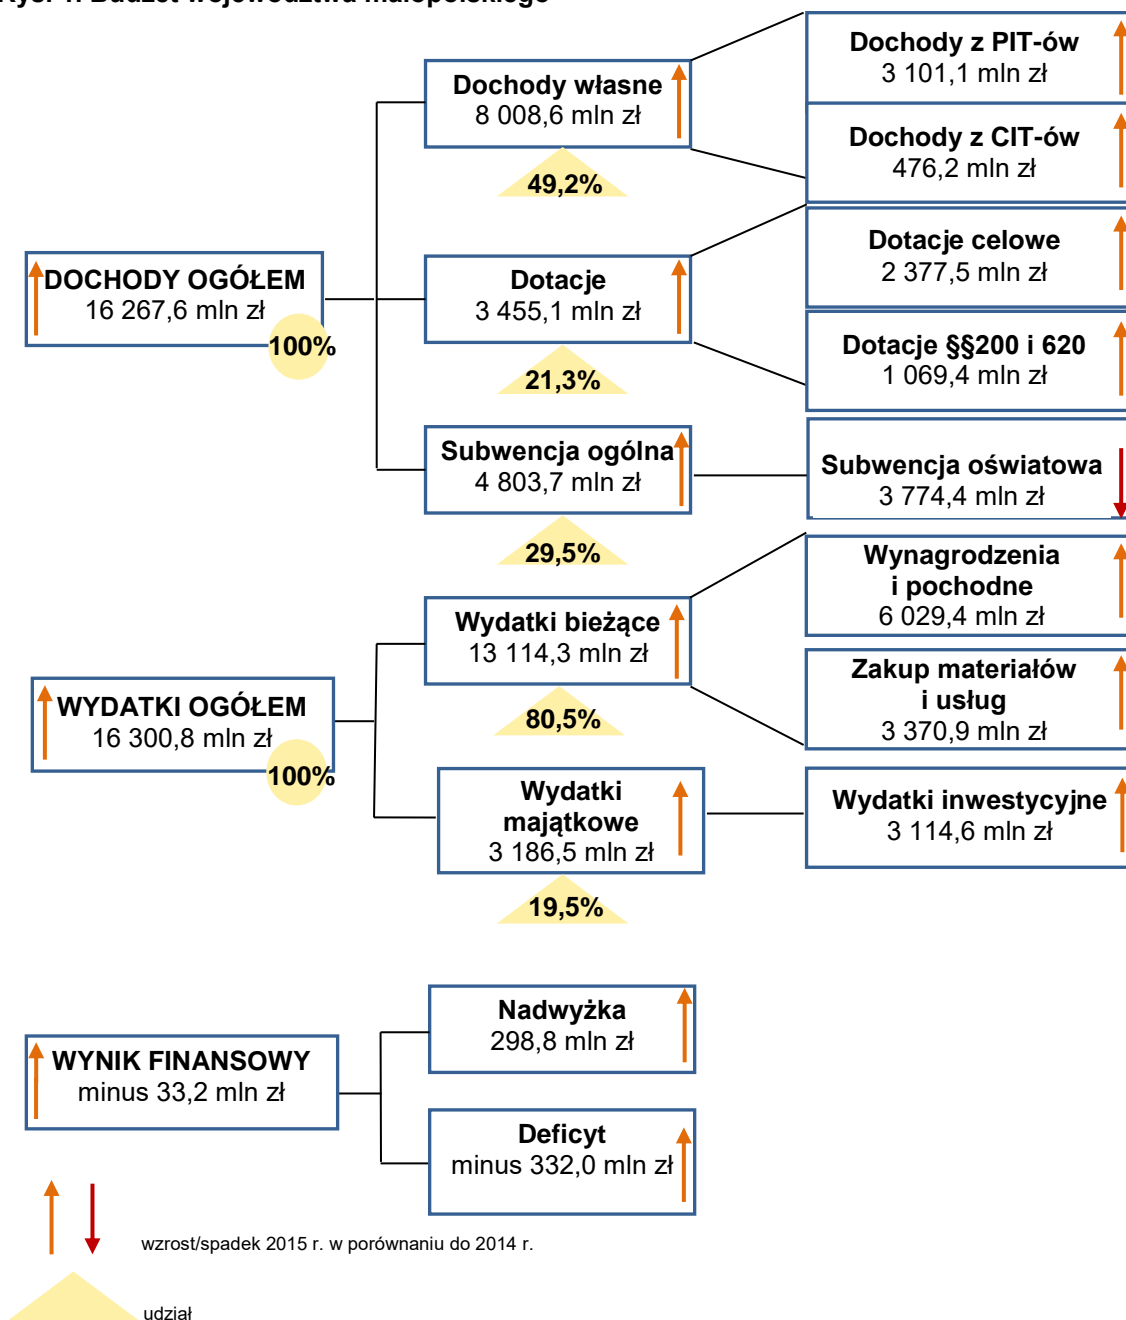 Rys. 1. Budżet województwa małopolskiego
Dochody z PIT-ów
3 101,1 mln zł
Dochody własne
8 008,6 mln zł
49,2%
Dochody z CIT-ów
476,2 mln zł
Dotacje celowe
2 377,5 mln zł
DOCHODY OGÓŁEM
16 267,6 mln zł
100%
Dotacje
3 455,1 mln zł
21,3%
Dotacje §§200 i 620
1 069,4 mln zł
Subwencja ogólna
4 803,7 mln zł
29,5%
Subwencja oświatowa
3 774,4 mln zł
Wynagrodzenia
i pochodne
6 029,4 mln zł
Wydatki bieżące
13 114,3 mln zł
80,5%
Zakup materiałów
i usług
3 370,9 mln zł
WYDATKI OGÓŁEM
16 300,8 mln zł
100%
Wydatki
majątkowe
3 186,5 mln zł
19,5%
Wydatki inwestycyjne
3 114,6 mln zł
Nadwyżka
298,8 mln zł
WYNIK FINANSOWY
minus 33,2 mln zł
Deficyt
minus 332,0 mln zł
wzrost/spadek 2015 r. w porównaniu do 2014 r.
udział